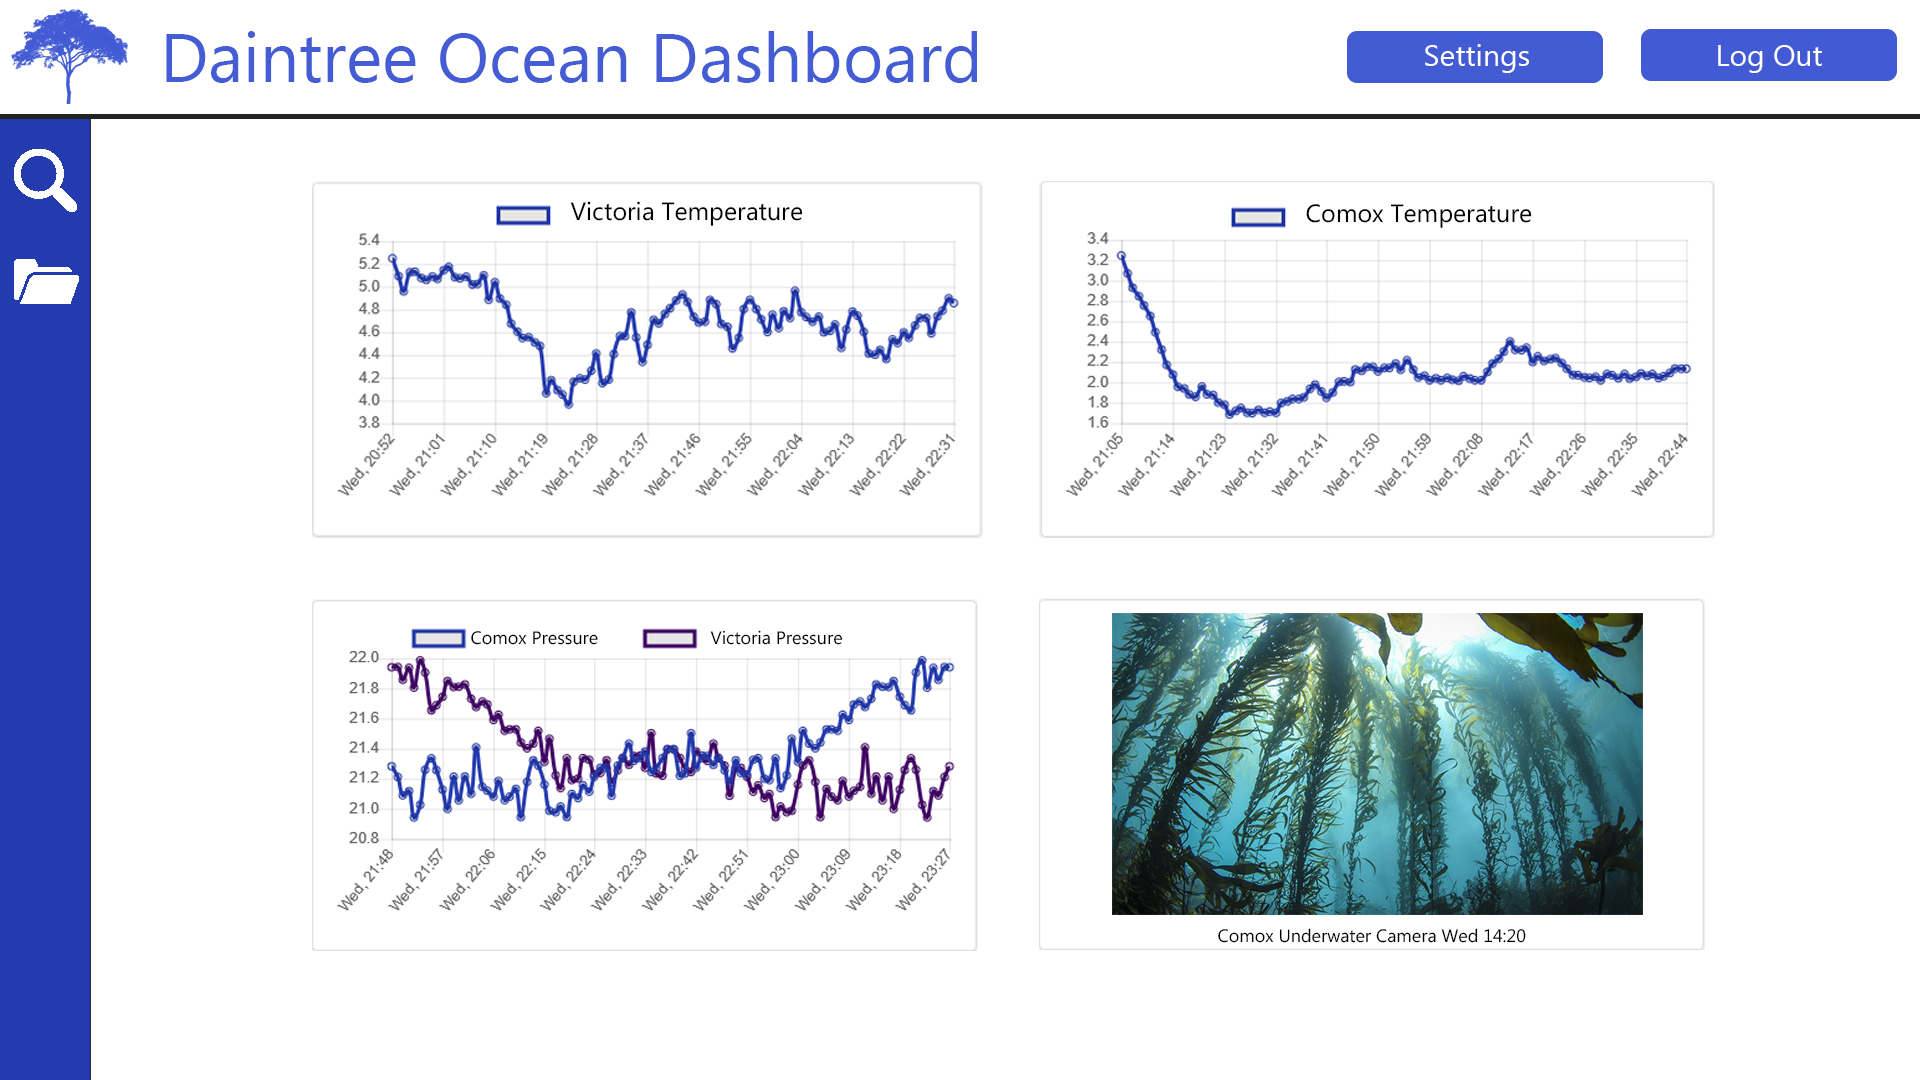 Daintree Ocean Dashboard
Settings
Log Out
Victoria Temperature
5.4
5.2
5.0
4.8
4.6
4.4
4.2
4.0
3.8
Wed, 20:52
Wed, 21:01
Wed, 21:10
Wed, 21:19
Wed, 21:28
Wed, 21:37
Wed, 21:46
Wed, 21:55
Wed, 22:04
Wed, 22:13
Wed, 22:22
Wed, 22:31
Comox Temperature
3.4
3.2
3.0
2.8
2.6
2.4
2.2
2.0
1.8
1.6
Wed, 21:05
Wed, 21:14
Wed, 21:23
Wed, 21:32
Wed, 21:41
Wed, 21:50
Wed, 21:59
Wed, 22:08
Wed, 22:17
Wed, 22:26
Wed, 22:35
Wed, 22:44
Comox Pressure
Victoria Pressure
22.0
21.8
21.6
21.4
21.2
21.0
20.8
Wed, 21:48
Wed, 21:57
Wed, 22:06
Wed, 22:15
Wed, 22:24
Wed, 22:33
Wed, 22:42
Wed, 22:51
Wed, 23:00
Wed, 23:09
Wed, 23:18
Wed, 23:27
Comox Underwater Camera Wed 14:20